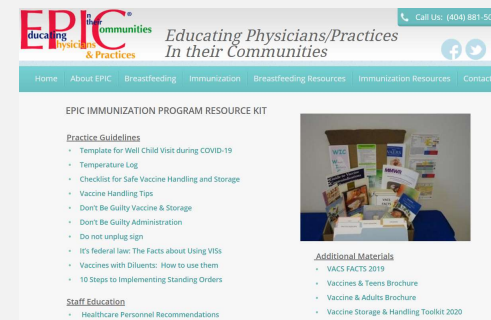 EPIC®
Educating Physicians & Practices in their Communities
Educating Physicians/Practices
In their Communities
Call Us: (404) 881-50
Home About EPIC Breastfeeding Immunization Breastfeeding Resources Immunization Resources Contact
EPIC IMMUNIZATION PROGRAM RESOURCE KIT
Practice Guidelines
Template for Well Child Visit during COVID-19
Temperature Log
Checklist for Safe Vaccine Handling and Storage
Vaccine Handling Tips
Don't Be Guilty Vaccine & Storage
Don't Be Guilty Administration
Do not unplug sign
It's federal law: The Facts about Using VISs
Vaccines with Diluents: How to use them
10 Steps to Implementing Standing Orders
Staff Education
Healthcare Personnel Recommendations
MMWR
Additional Materials
VACS FACTS 2019
Vaccines & Teens Brochure
Vaccine & Adults Brochure
Vaccine Storage & Handling Toolkit 2020